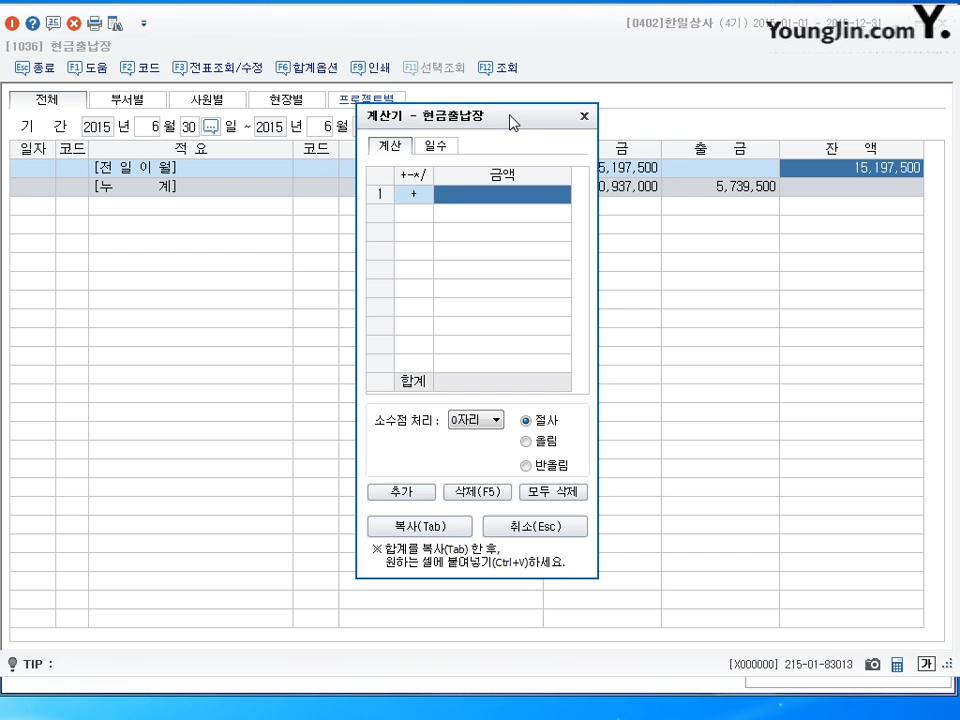 [0402]한일상사 (4기) 2015-01-01 ~ 2015-12-31
YoungJin.com Y.
[1036] 현금출납장
Esc 종료 F1 도움 F2 코드 F3 전표조회/수정 F6 합계옵션 F9 인쇄 F11 선택조회 F12 조회
전체 부서별 사원별 현장별 프로젝트별
기 간 2015 년 6 월 30 일 ~ 2015 년 6 월
일자 코드 적 요 코드 금 출 금 잔 액
[전 일 이 월] 5,197,500 15,197,500
[누 계] 0,937,000 5,739,500
계산기 - 현금출납장
계산 일수
+-*/ 금액
1 +
합계
소수점 처리 : 0자리 절사
올림
반올림
추가 삭제(F5) 모두 삭제
복사(Tab) 취소(Esc)
※ 합계를 복사(Tab) 한 후,
원하는 셀에 붙여넣기(Ctrl+V)하세요.
TIP : [X000000] 215-01-83013 가